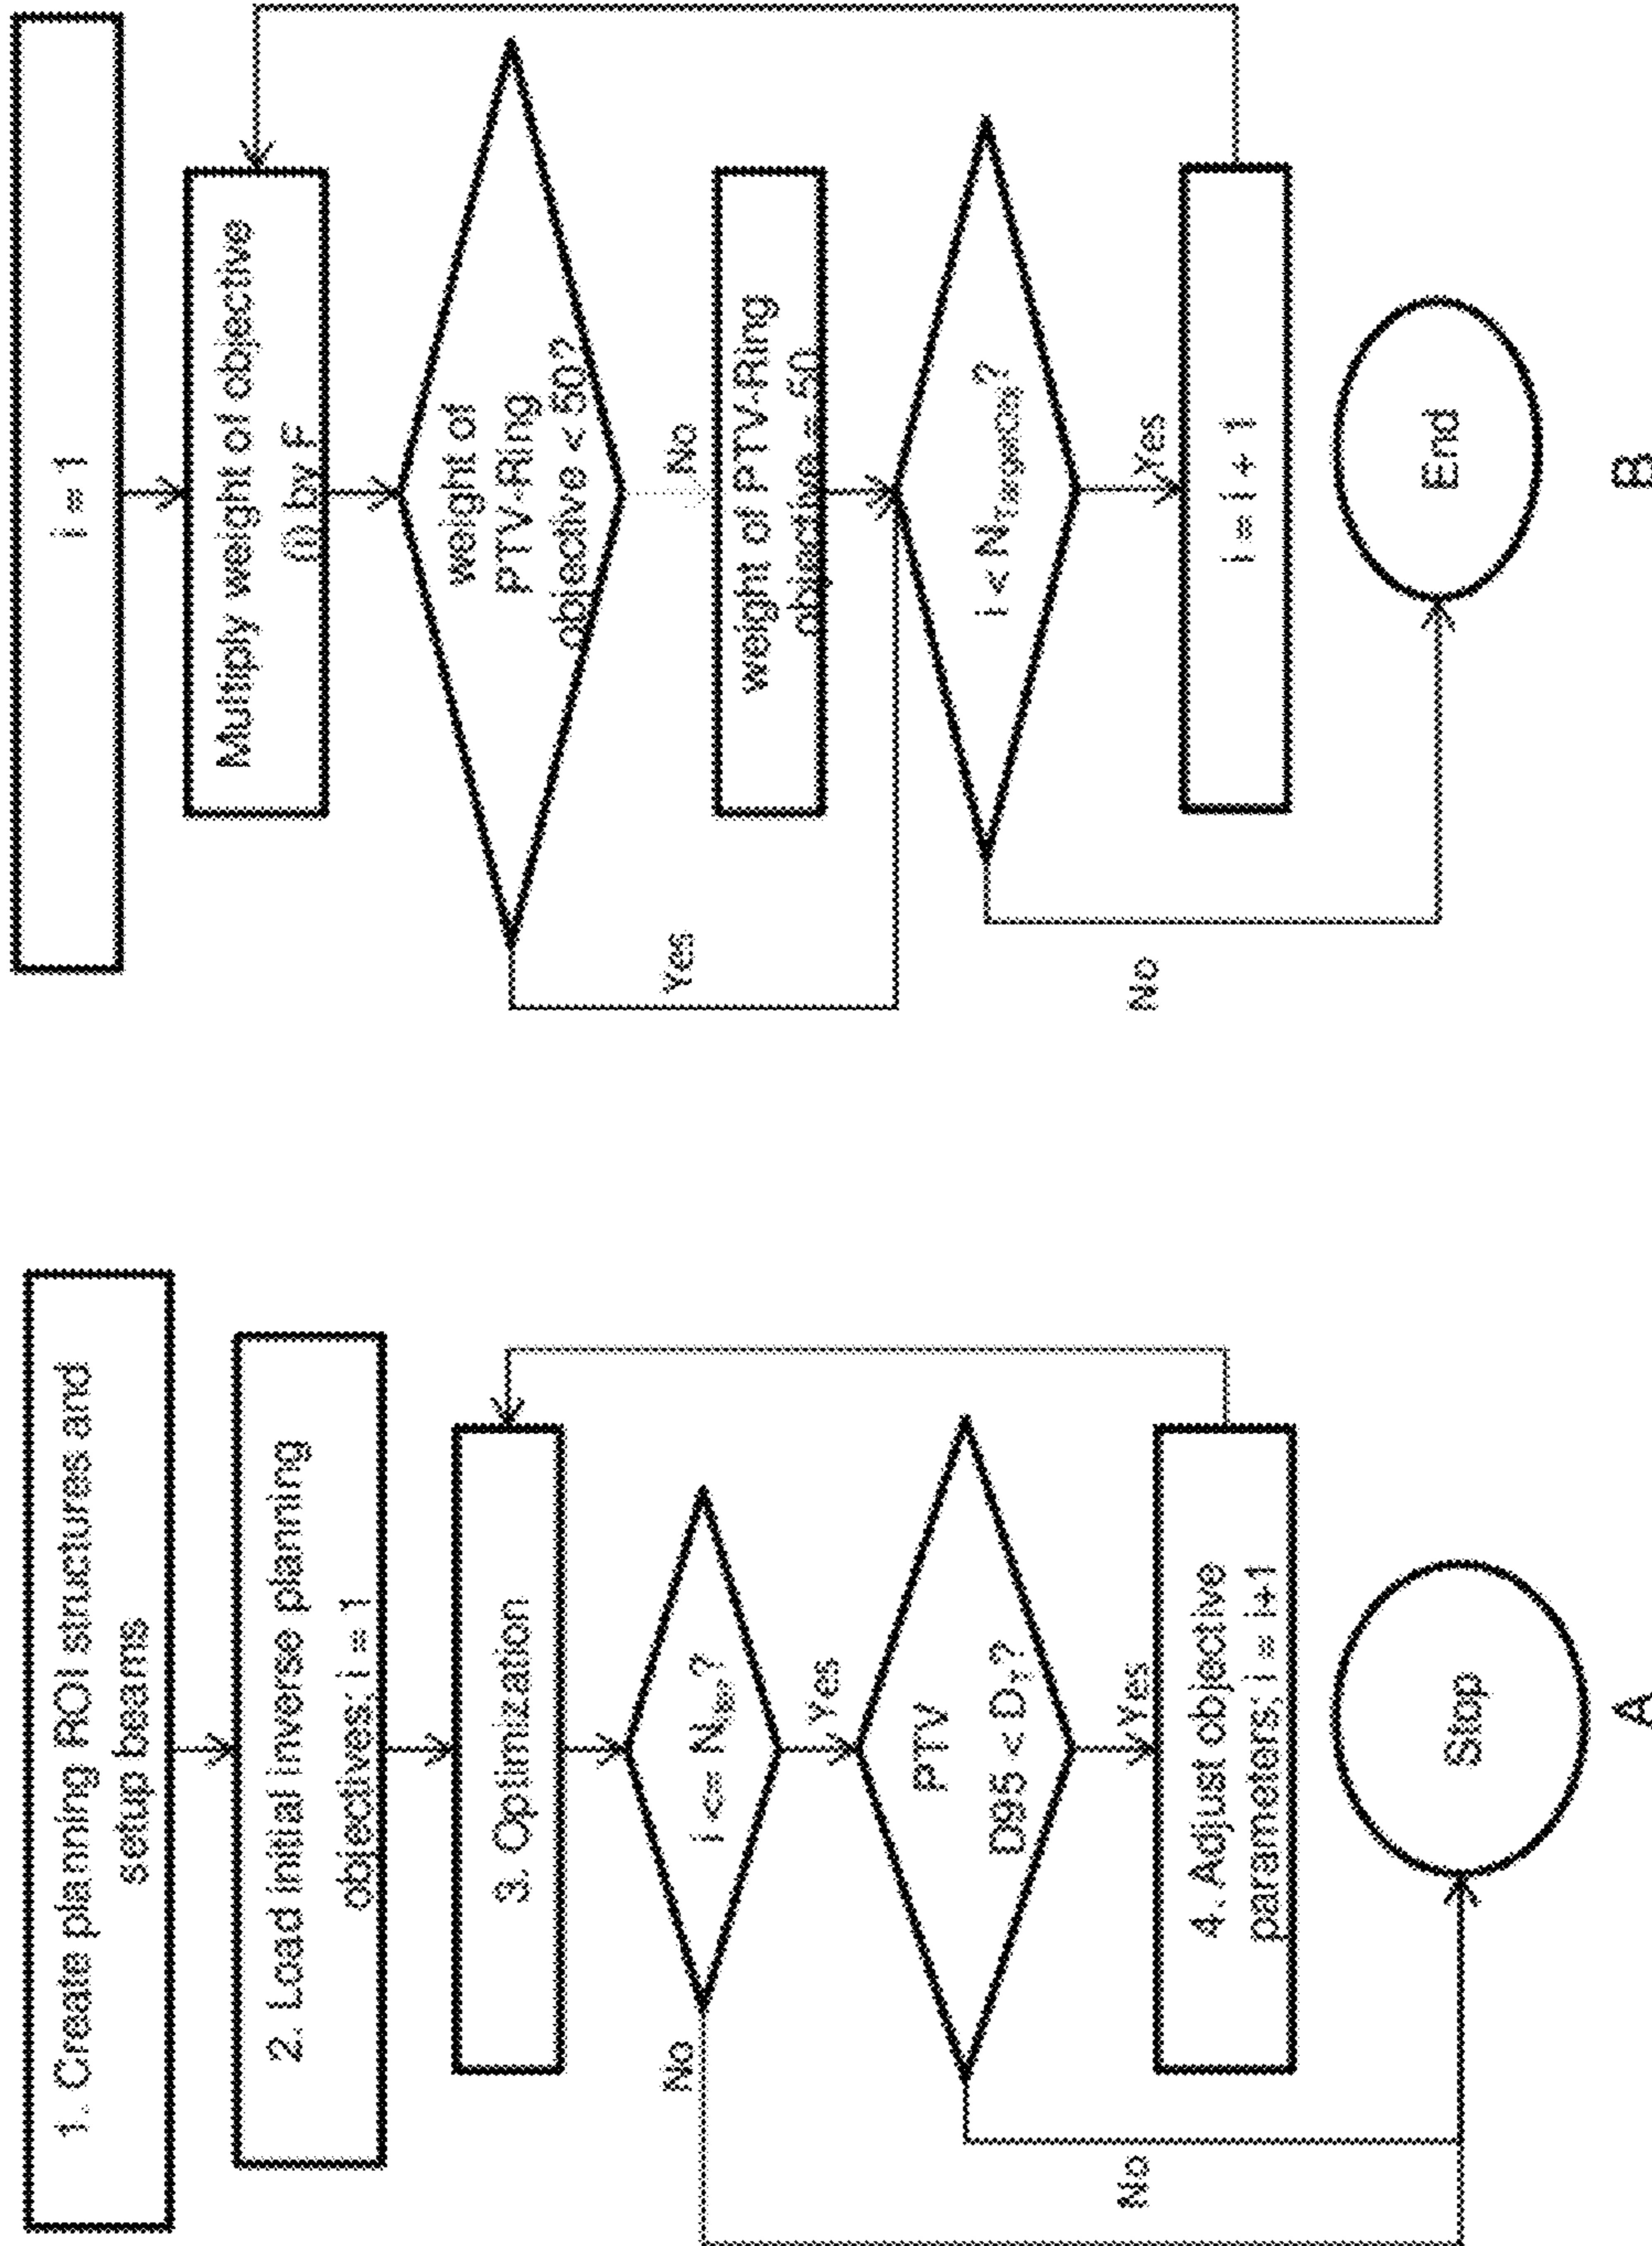 1. Create planning ROI structures and
setup beams
2. Load initial inverse planning
objectives: i = 1
3. Optimization
i <= N
?
No
Yes
PTV
D95 < D_T?
No
Yes
4. Adjust objective
parameters: i = i+1
Stop
A
i = 1
Multiply weight of objective
(i) by F
weight of
PTV-Ring
objective < 50?
Yes
No
weight of PTV-Ring
objective = 50
i < N_TargetObj?
No
Yes
i = i + 1
End
B